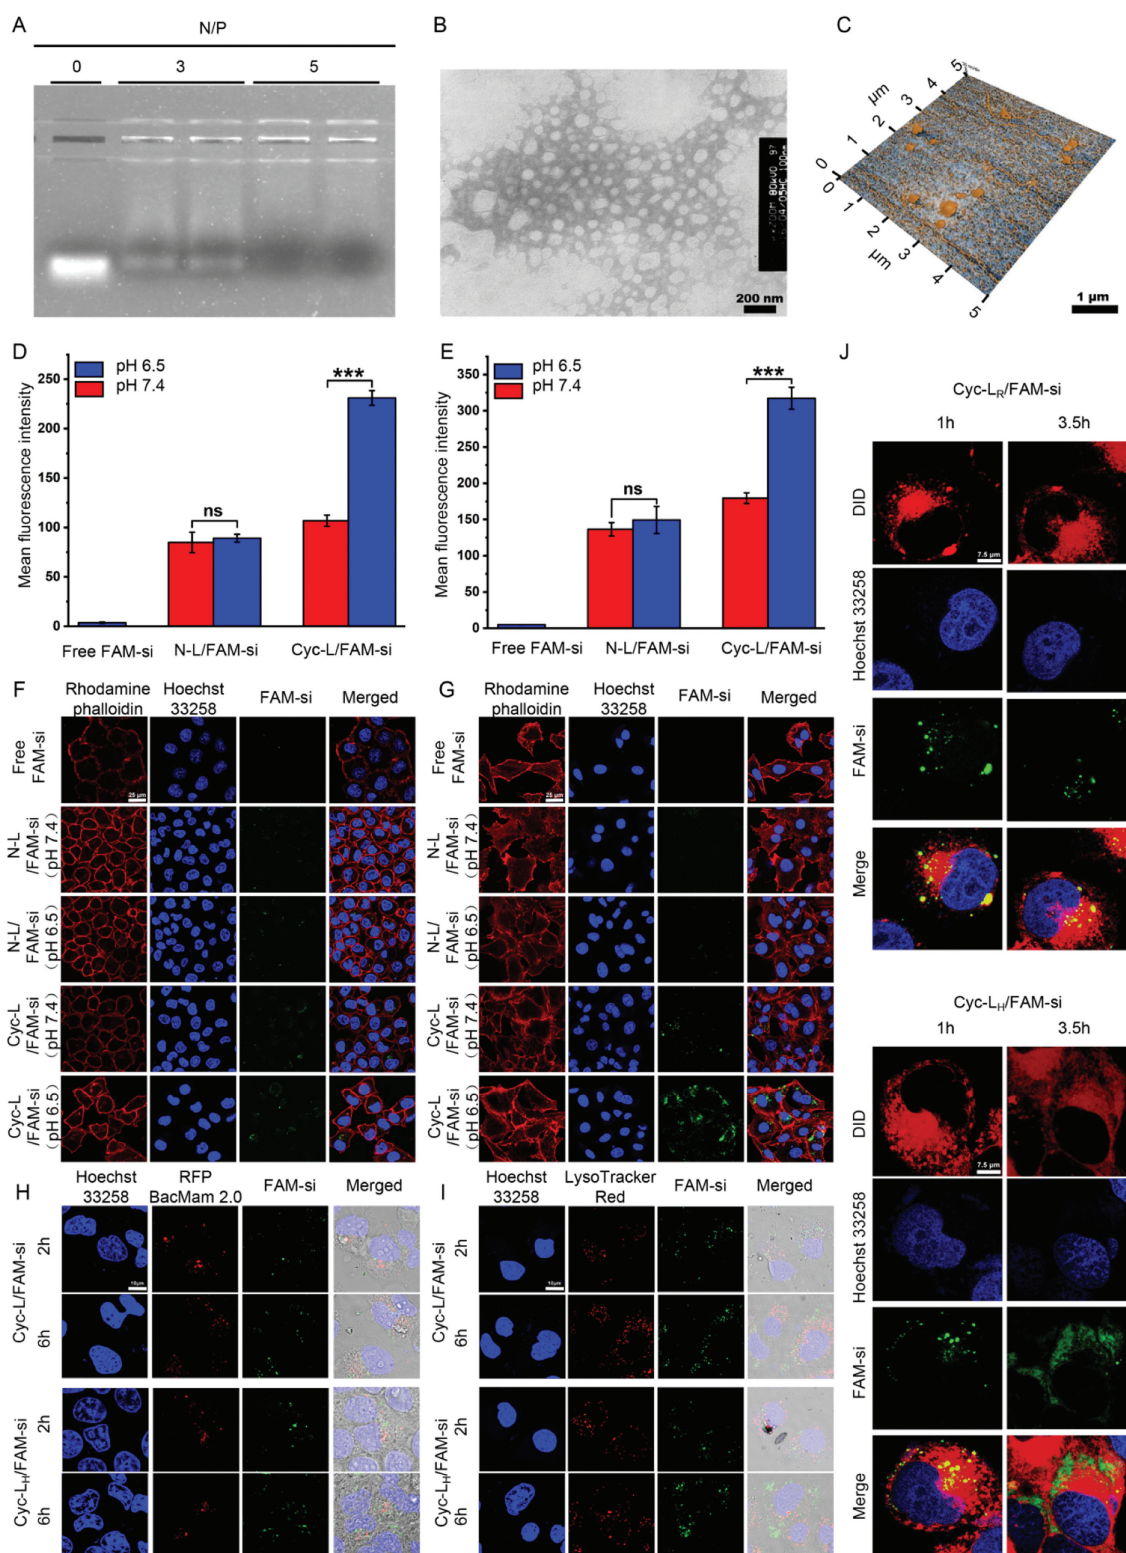 A
N/P
0 3 5
B
200 nm
C
µm
0 1 2 3 4 5
µm
0 1 2 3 4 5
1 µm
D
pH 6.5
pH 7.4
Mean fluorescence intensity
250
200
150
100
50
0
ns
***
Free FAM-si N-L/FAM-si Cyc-L/FAM-si
E
pH 6.5
pH 7.4
Mean fluorescence intensity
350
300
250
200
150
100
50
0
ns
***
Free FAM-si N-L/FAM-si Cyc-L/FAM-si
F
Rhodamine phalloidin
Hoechst 33258
FAM-si
Merged
Free FAM-si
25 µm
N-L /FAM-si (pH 7.4)
N-L/ FAM-si (pH 6.5)
Cyc-L /FAM-si (pH 7.4)
Cyc-L /FAM-si (pH 6.5)
G
Rhodamine phalloidin
Hoechst 33258
FAM-si
Merged
Free FAM-si
25 µm
N-L /FAM-si (pH 7.4)
N-L/ FAM-si (pH 6.5)
Cyc-L /FAM-si (pH 7.4)
Cyc-L /FAM-si (pH 6.5)
H
Hoechst 33258
RFP BacMam 2.0
FAM-si
Merged
Cyc-L/FAM-si
2h
10µm
6h
Cyc-L_H/FAM-si
2h
6h
I
Hoechst 33258
LysoTracker Red
FAM-si
Merged
Cyc-L/FAM-si
2h
10µm
6h
Cyc-L_H/FAM-si
2h
6h
J
Cyc-L_R/FAM-si
1h 3.5h
DID
7.5 µm
Hoechst 33258
FAM-si
Merge
Cyc-L_H/FAM-si
1h 3.5h
DID
7.5 µm
Hoechst 33258
FAM-si
Merge